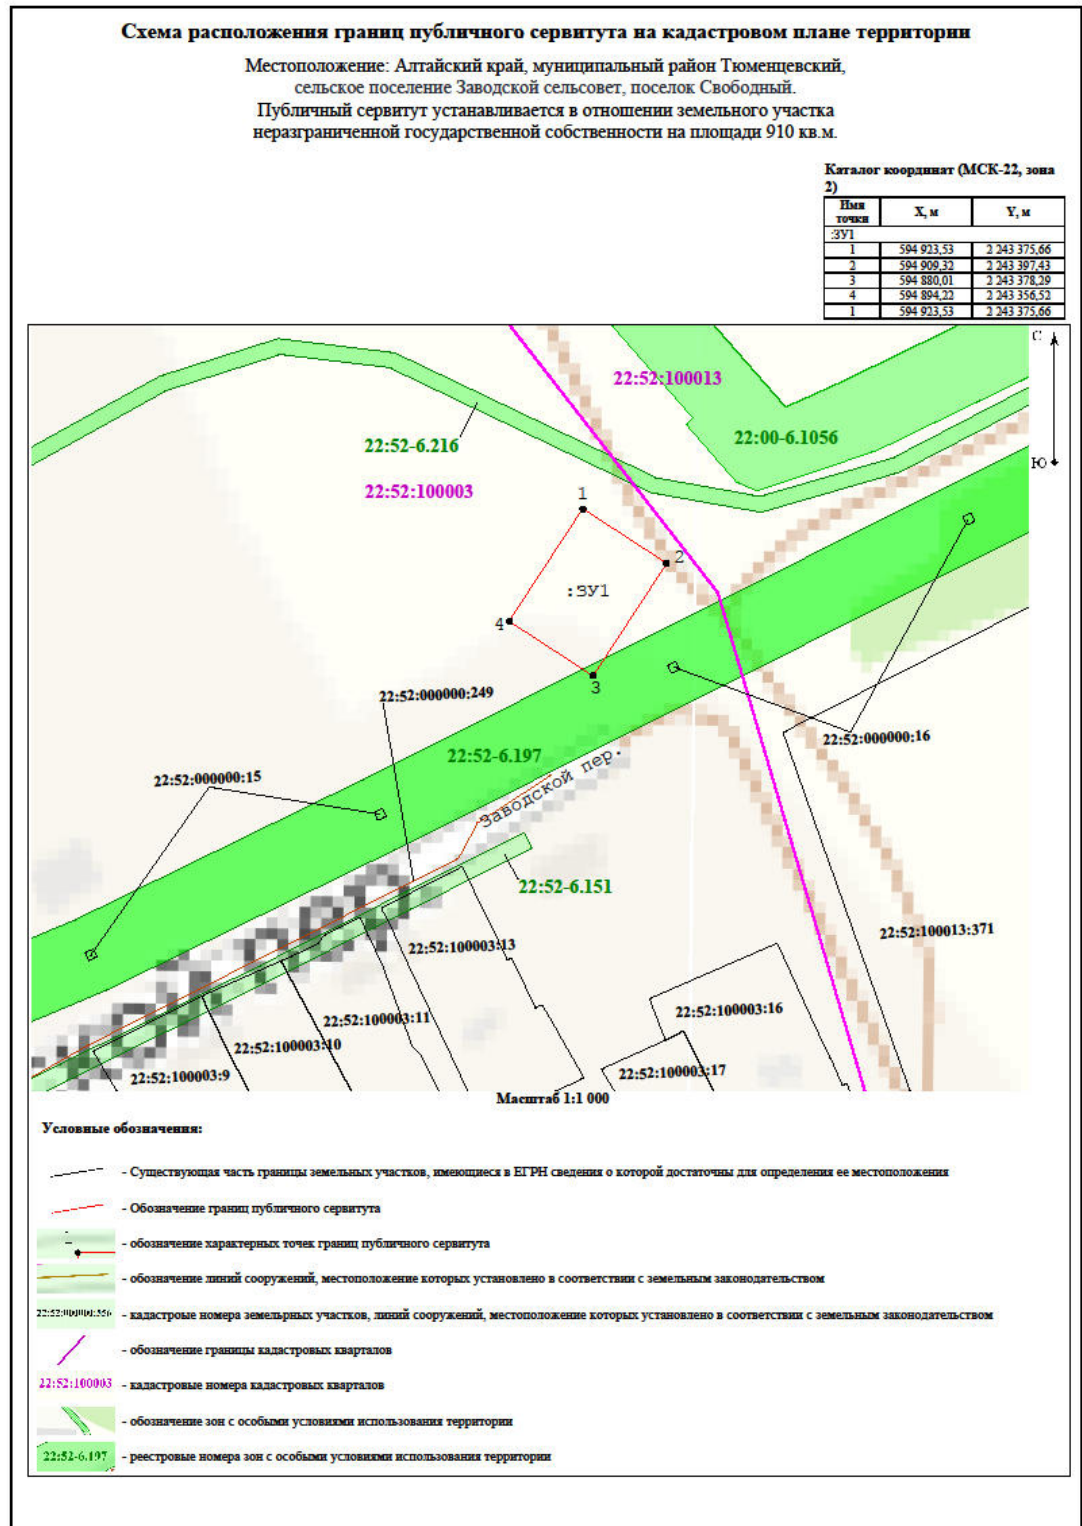 Схема расположения границ публичного сервитута на кадастровом плане территории
Местоположение: Алтайский край, муниципальный район Тюменцевский,
сельское поселение Заводской сельсовет, поселок Свободный.
Публичный сервитут устанавливается в отношении земельного участка
неразграниченной государственной собственности на площади 910 кв.м.
Каталог координат (МСК-22, зона
2)
Имя точки X, м Y, м
:ЗУ1
1 594 923,53 2 243 375,66
2 594 909,32 2 243 397,43
3 594 880,01 2 243 378,29
4 594 894,22 2 243 356,52
1 594 923,53 2 243 375,66
С
Ю
22:52:100013
22:00-6.1056
22:52-6.216
22:52:100003
1
2
:ЗУ1
4
3
22:52:000000:249
22:52:000000:16
22:52-6.197
22:52:000000:15
Заводской пер.
22:52-6.151
22:52:100013:371
22:52:100003:13
22:52:100003:16
22:52:100003:11
22:52:100003:10
22:52:100003:17
22:52:100003:9
Масштаб 1:1 000
Условные обозначения:
- Существующая часть границы земельных участков, имеющиеся в ЕГРН сведения о которой достаточны для определения ее местоположения
- Обозначение границ публичного сервитута
- обозначение характерных точек границ публичного сервитута
- обозначение линий сооружений, местоположение которых установлено в соответствии с земельным законодательством
- кадастроые номера земелрных участков, линий сооружений, местоположение которых установлено в соответствии с земельным законодательством
- обозначение границы кадастровых кварталов
22:52:100003 - кадастровые номера кадастровых кварталов
- обозначение зон с особыми условиями использования территории
22:52-6.197 - реестровые номера зон с особыми условиями использования территории